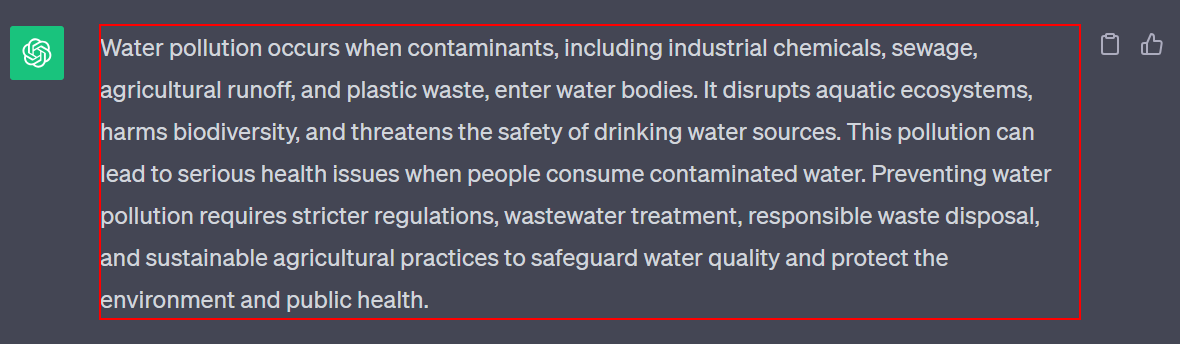 Water pollution occurs when contaminants, including industrial chemicals, sewage,
agricultural runoff, and plastic waste, enter water bodies. It disrupts aquatic ecosystems,
harms biodiversity, and threatens the safety of drinking water sources. This pollution can
lead to serious health issues when people consume contaminated water. Preventing water
pollution requires stricter regulations, wastewater treatment, responsible waste disposal,
and sustainable agricultural practices to safeguard water quality and protect the
environment and public health.